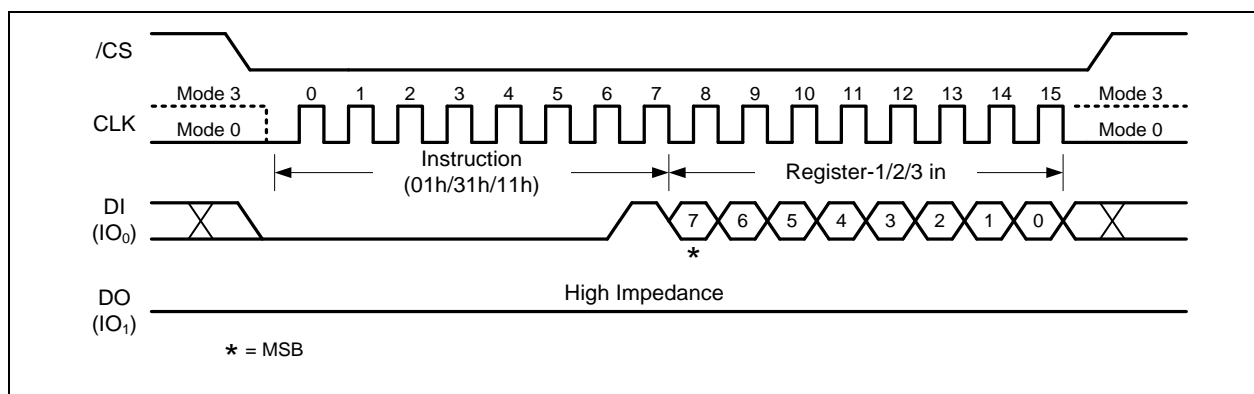 /CS
Mode 3 0 1 2 3 4 5 6 7 8 9 10 11 12 13 14 15 Mode 3
CLK
Mode 0 Mode 0
Instruction
(01h/31h/11h)
Register-1/2/3 in
DI
(IO₀)
7 6 5 4 3 2 1 0
*
DO
(IO₁)
High Impedance
* = MSB